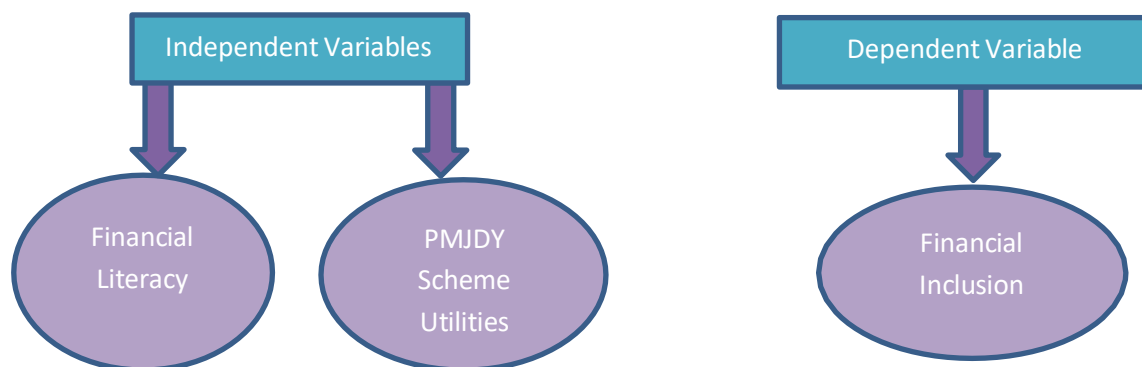 Independent Variables
Dependent Variable
Financial
Literacy
PMJDY
Scheme
Utilities
Financial
Inclusion